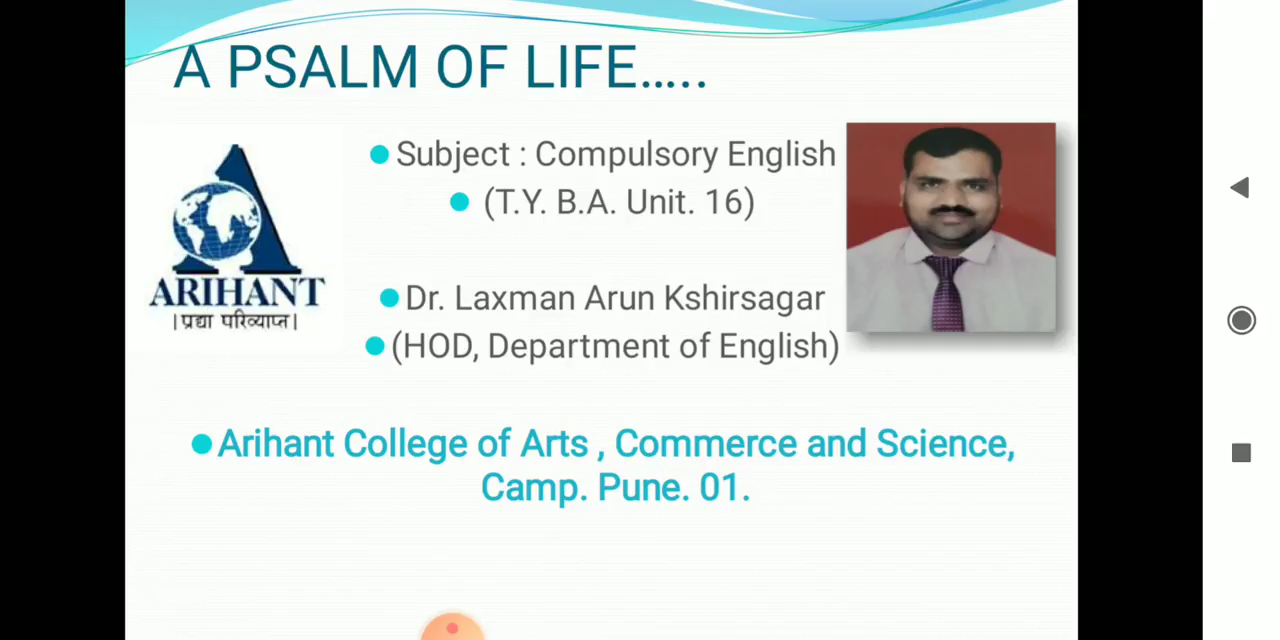 A PSALM OF LIFE.....
Subject : Compulsory English
(T.Y. B.A. Unit. 16)
ARIHANT
|प्रद्या परिव्याप्त|
Dr. Laxman Arun Kshirsagar
(HOD, Department of English)
Arihant College of Arts , Commerce and Science,
Camp. Pune. 01.